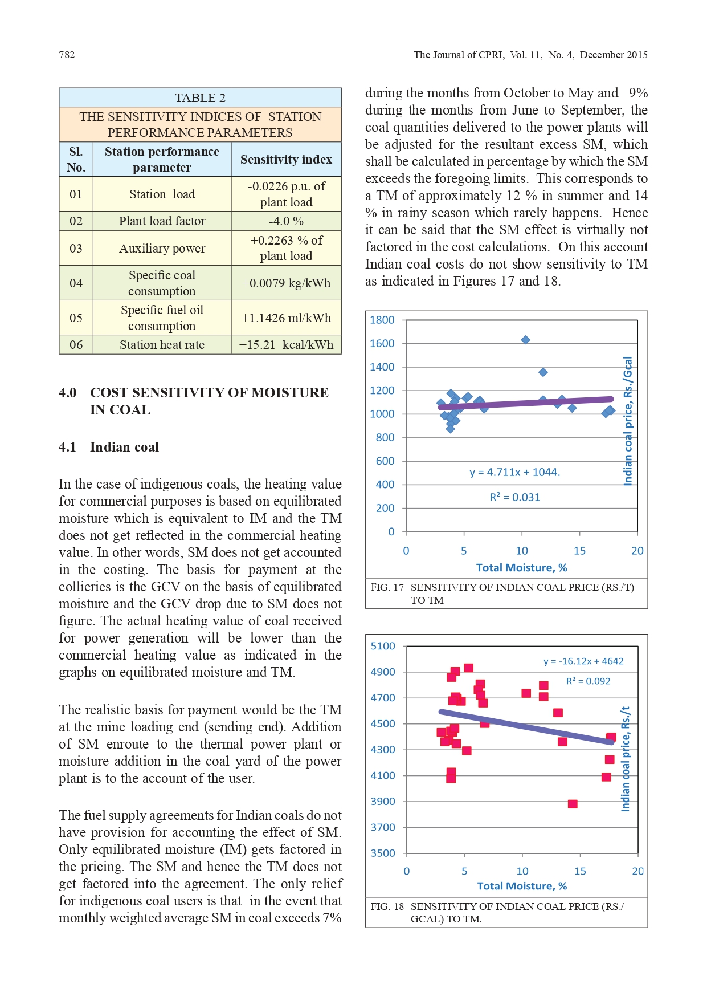 782
The Journal of CPRI, Vol. 11, No. 4, December 2015
TABLE 2
THE SENSITIVITY INDICES OF STATION
PERFORMANCE PARAMETERS
Sl.
No.
Station performance
parameter
Sensitivity index
01
Station load
-0.0226 p.u. of
plant load
02
Plant load factor
-4.0 %
03
Auxiliary power
+0.2263 % of
plant load
04
Specific coal
consumption
+0.0079 kg/kWh
05
Specific fuel oil
consumption
+1.1426 ml/kWh
06
Station heat rate
+15.21 kcal/kWh
4.0 COST SENSITIVITY OF MOISTURE
IN COAL
4.1 Indian coal
In the case of indigenous coals, the heating value
for commercial purposes is based on equilibrated
moisture which is equivalent to IM and the TM
does not get reflected in the commercial heating
value. In other words, SM does not get accounted
in the costing. The basis for payment at the
collieries is the GCV on the basis of equilibrated
moisture and the GCV drop due to SM does not
figure. The actual heating value of coal received
for power generation will be lower than the
commercial heating value as indicated in the
graphs on equilibrated moisture and TM.
The realistic basis for payment would be the TM
at the mine loading end (sending end). Addition
of SM enroute to the thermal power plant or
moisture addition in the coal yard of the power
plant is to the account of the user.
The fuel supply agreements for Indian coals do not
have provision for accounting the effect of SM.
Only equilibrated moisture (IM) gets factored in
the pricing. The SM and hence the TM does not
get factored into the agreement. The only relief
for indigenous coal users is that in the event that
monthly weighted average SM in coal exceeds 7%
during the months from October to May and 9%
during the months from June to September, the
coal quantities delivered to the power plants will
be adjusted for the resultant excess SM, which
shall be calculated in percentage by which the SM
exceeds the foregoing limits. This corresponds to
a TM of approximately 12 % in summer and 14
% in rainy season which rarely happens. Hence
it can be said that the SM effect is virtually not
factored in the cost calculations. On this account
Indian coal costs do not show sensitivity to TM
as indicated in Figures 17 and 18.
1800
1600
1400
1200
1000
800
600
400
200
0
Indian coal price, Rs./Gcal
y = 4.711x + 1044.
R² = 0.031
0
5
10
15
20
Total Moisture, %
FIG. 17 SENSITIVITY OF INDIAN COAL PRICE (RS./T)
TO TM
5100
4900
4700
4500
4300
4100
3900
3700
3500
y = -16.12x + 4642
R² = 0.092
Indian coal price, Rs./t
0
5
10
15
20
Total Moisture, %
FIG. 18 SENSITIVITY OF INDIAN COAL PRICE (RS./
GCAL) TO TM.